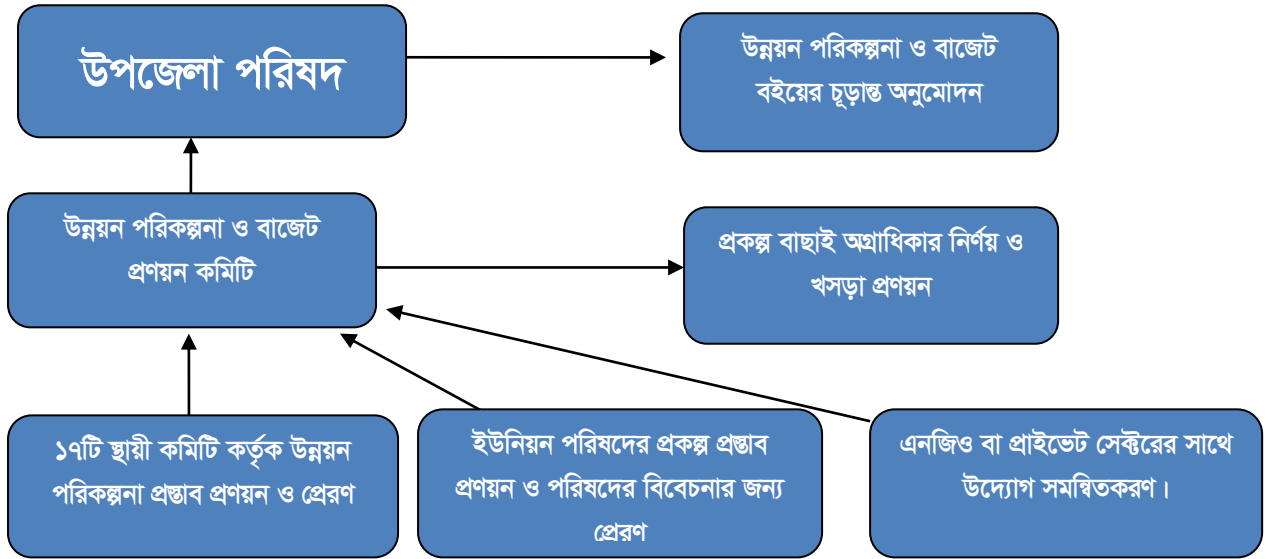 উপজেলা পরিষদ
উন্নয়ন পরিকল্পনা ও বাজেট
বইয়ের চূড়ান্ত অনুমোদন
উন্নয়ন পরিকল্পনা ও বাজেট
প্রণয়ন কমিটি
প্রকল্প বাছাই অগ্রাধিকার নির্ণয় ও
খসড়া প্রণয়ন
১৭টি স্থায়ী কমিটি কর্তৃক উন্নয়ন
পরিকল্পনা প্রস্তাব প্রণয়ন ও প্রেরণ
ইউনিয়ন পরিষদের প্রকল্প প্রস্তাব
প্রণয়ন ও পরিষদের বিবেচনার জন্য
প্রেরণ
এনজিও বা প্রাইভেট সেক্টরের সাথে
উদ্যোগ সমন্বিতকরণ।